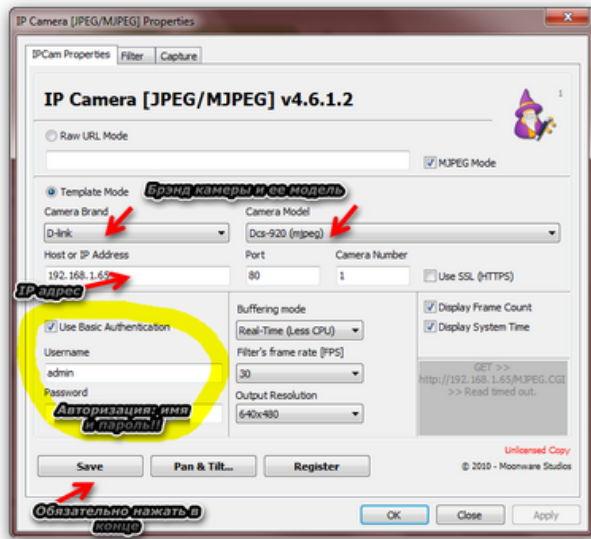 IP Camera [JPEG/MJPEG] Properties
IPCam Properties Filter Capture
IP Camera [JPEG/MJPEG] v4.6.1.2
1
Raw URL Mode
MJPEG Mode
Template Mode
Брэнд камеры и ее модель
Camera Brand Camera Model
D-link Dcs-920 (mjpeg)
Host or IP Address Port Camera Number
192.168.1.65 80 1 Use SSL (HTTPS)
IP адрес
Use Basic Authentication
Username
admin
Password
Авторизация: имя
и пароль!!
Buffering mode
Real-Time (Less CPU)
Filter's frame rate [FPS]
30
Output Resolution
640x480
Display Frame Count
Display System Time
GET >>
http://192.168.1.65/MJPEG.CGI
>> Read timed out.
Unlicensed Copy
Save Pan & Tilt... Register © 2010 - Moonware Studios
Обязательно нажать в
конце
OK Close Apply